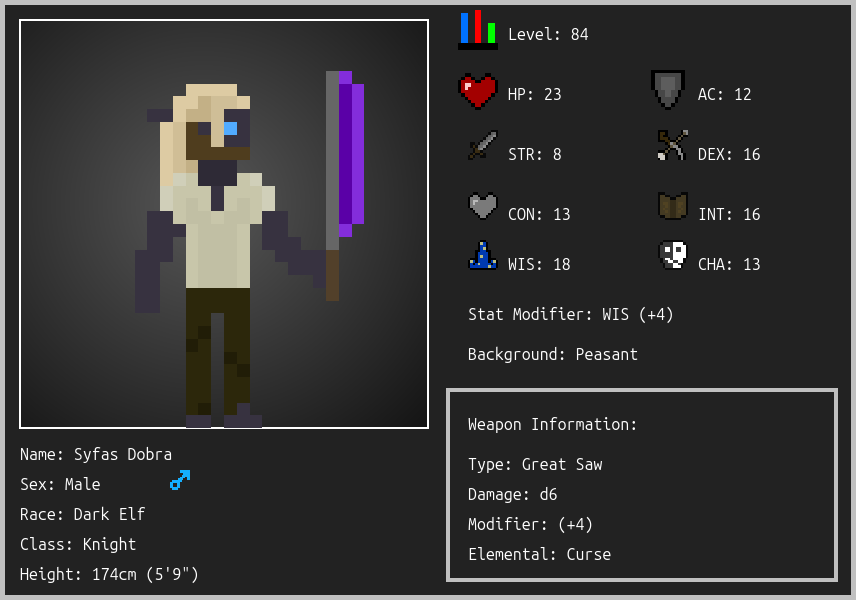 Level: 84
HP: 23
AC: 12
STR: 8
DEX: 16
CON: 13
INT: 16
WIS: 18
CHA: 13
Stat Modifier: WIS (+4)
Background: Peasant
Weapon Information:
Type: Great Saw
Damage: d6
Modifier: (+4)
Elemental: Curse
Name: Syfas Dobra
Sex: Male
Race: Dark Elf
Class: Knight
Height: 174cm (5'9")